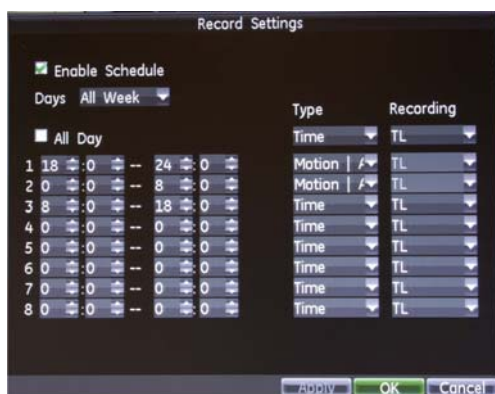 Record Settings
Enable Schedule
Days All Week
Type Recording
All Day Time TL
1 18 : 0 -- 24 : 0 Motion | A TL
2 0 : 0 -- 8 : 0 Motion | A TL
3 8 : 0 -- 18 : 0 Time TL
4 0 : 0 -- 0 : 0 Time TL
5 0 : 0 -- 0 : 0 Time TL
6 0 : 0 -- 0 : 0 Time TL
7 0 : 0 -- 0 : 0 Time TL
8 0 : 0 -- 0 : 0 Time TL
Apply OK Cancel